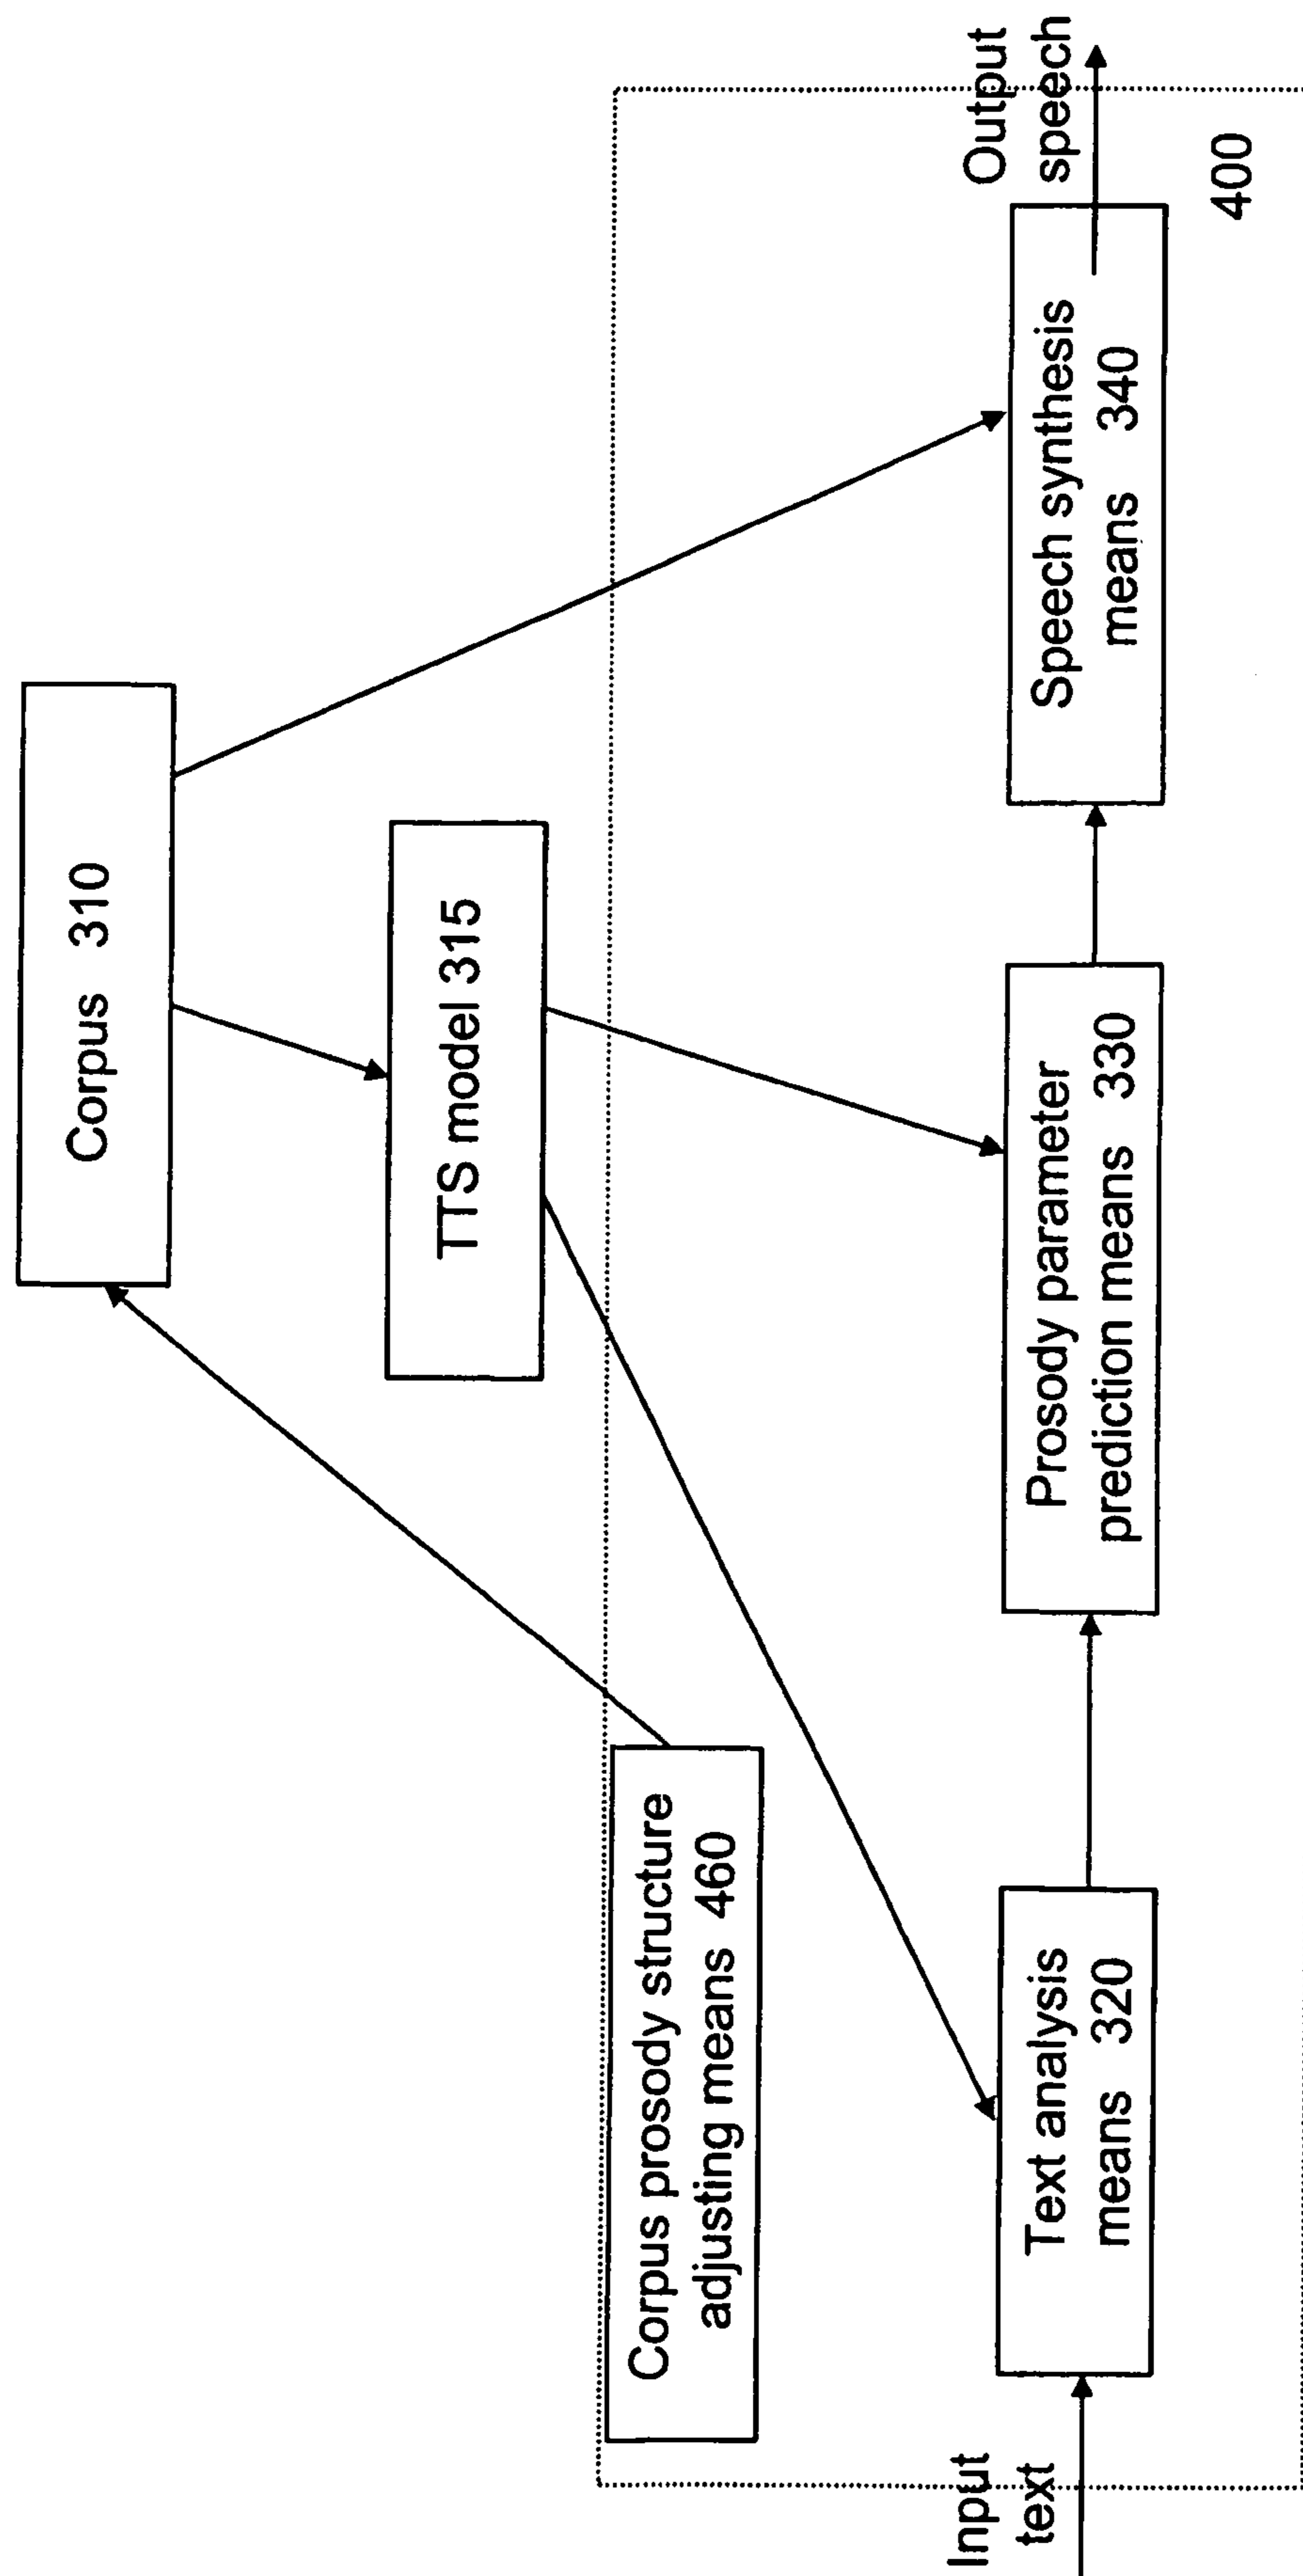 Corpus 310
TTS model 315
Corpus prosody structure
adjusting means 460
Input
text
Text analysis
means 320
Prosody parameter
prediction means 330
Speech synthesis
means 340
Output
speech
400